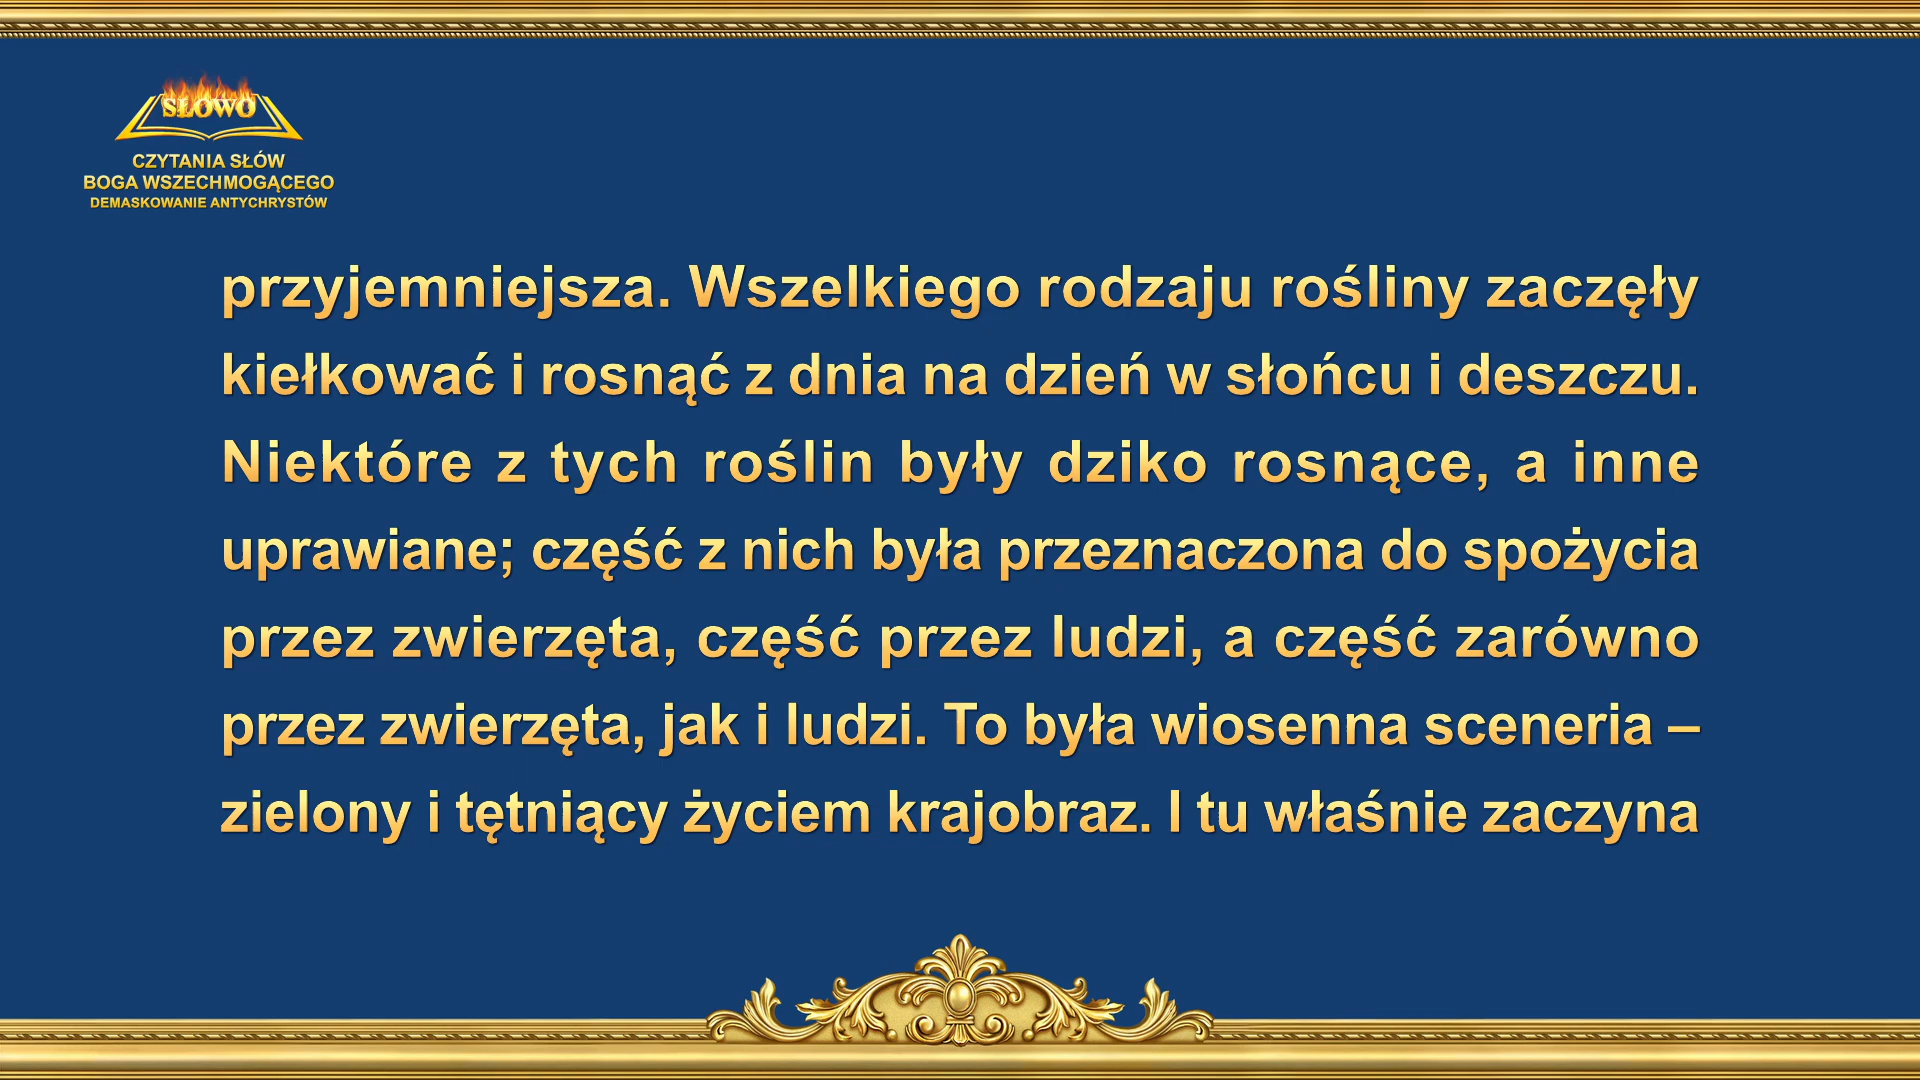 SŁOWO
CZYTANIA SŁÓW
BOGA WSZECHMOGĄCEGO
DEMASKOWANIE ANTYCHRYSTÓW
przyjemniejsza. Wszelkiego rodzaju rośliny zaczęły
kiełkować i rosnąć z dnia na dzień w słońcu i deszczu.
Niektóre z tych roślin były dziko rosnące, a inne
uprawiane; część z nich była przeznaczona do spożycia
przez zwierzęta, część przez ludzi, a część zarówno
przez zwierzęta, jak i ludzi. To była wiosenna sceneria –
zielony i tętniący życiem krajobraz. I tu właśnie zaczyna